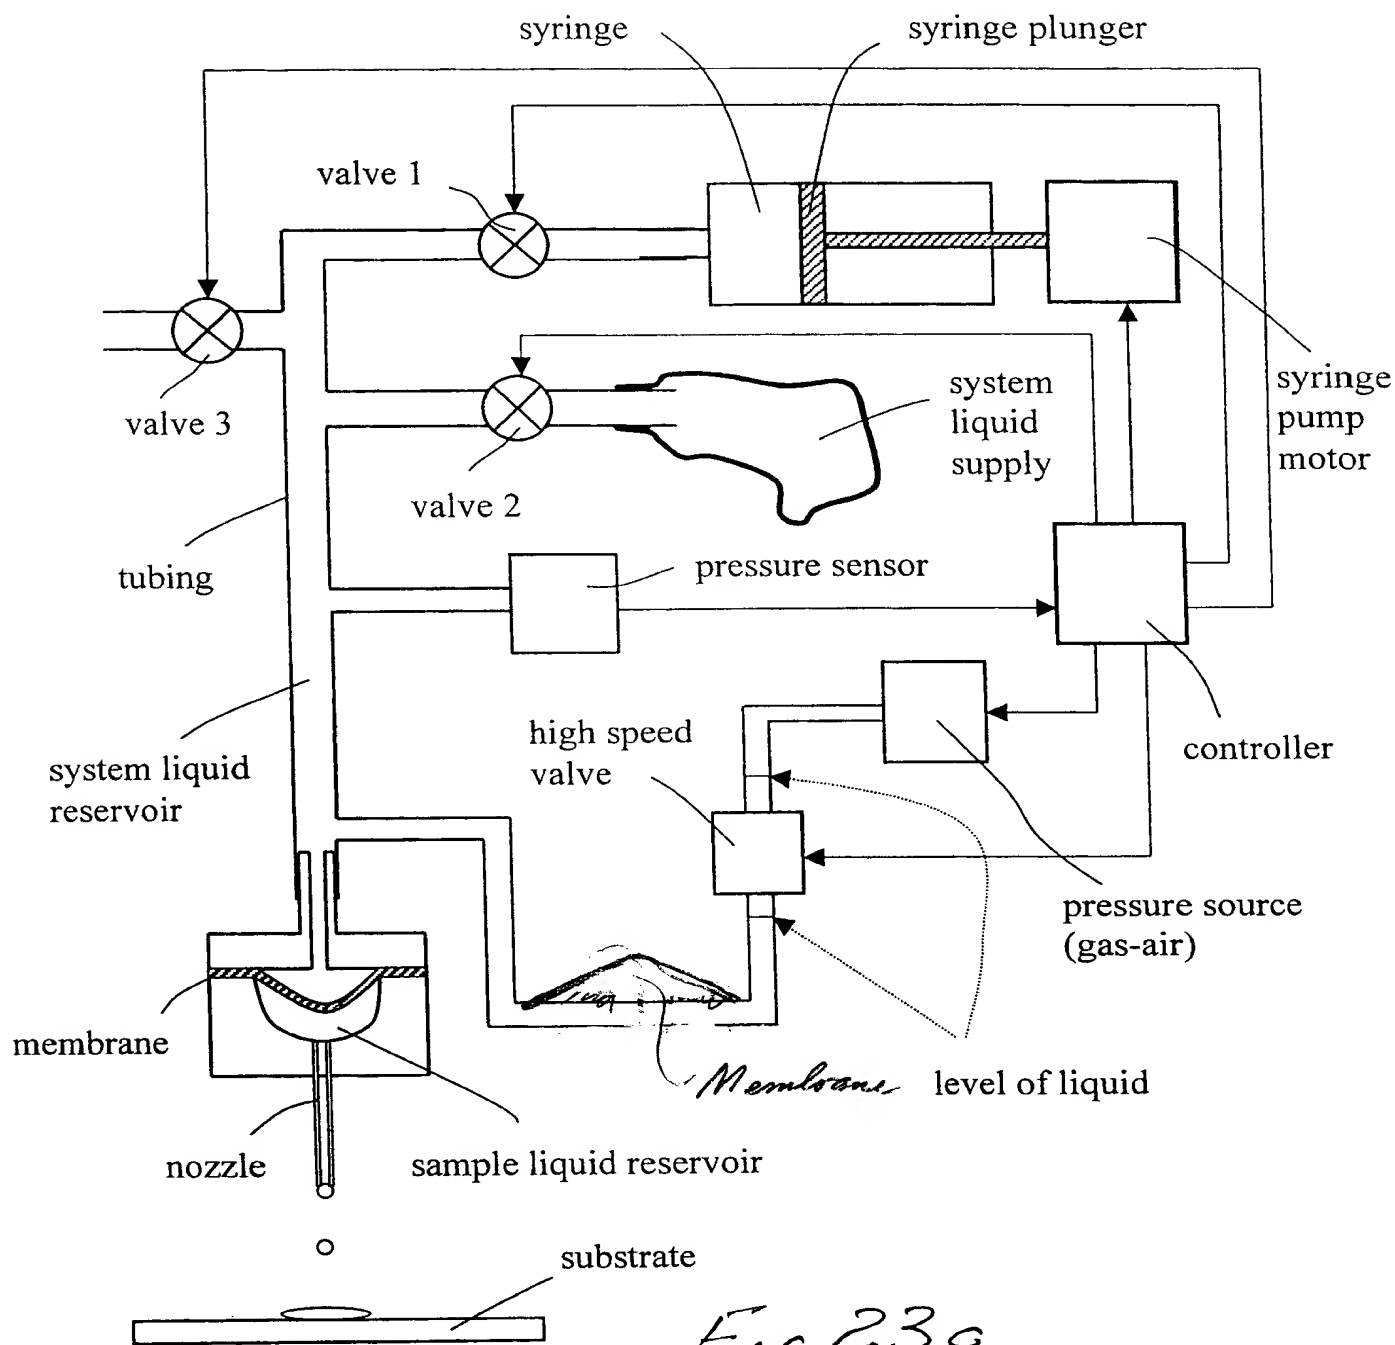 syringe
syringe plunger
valve 1
valve 3
system
liquid
supply
syringe
pump
motor
valve 2
tubing
pressure sensor
high speed
valve
controller
system liquid
reservoir
pressure source
(gas-air)
membrane
Membrane
level of liquid
nozzle
sample liquid reservoir
substrate
Fig 23a